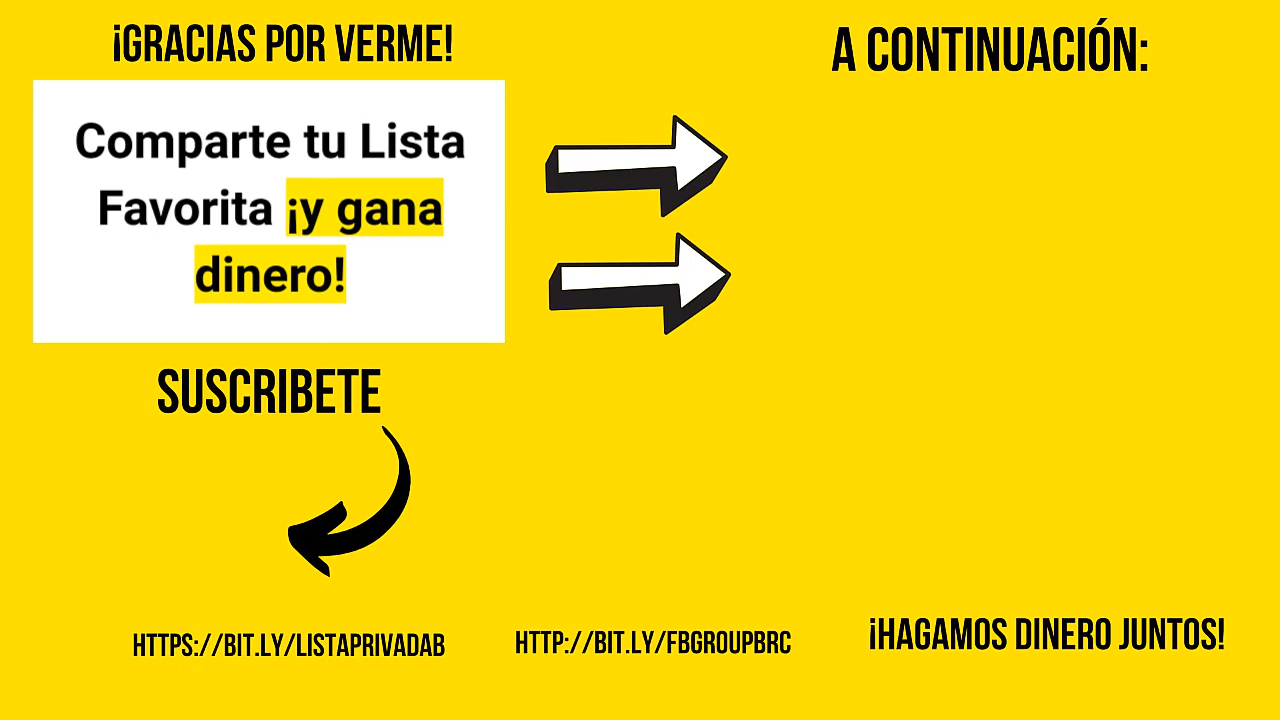 ¡GRACIAS POR VERME!
A CONTINUACIÓN:
Comparte tu Lista
Favorita ¡y gana
dinero!
SUSCRIBETE
HTTPS://BIT.LY/LISTAPRIVADAB
HTTP://BIT.LY/FBGROUPBRC
¡HAGAMOS DINERO JUNTOS!